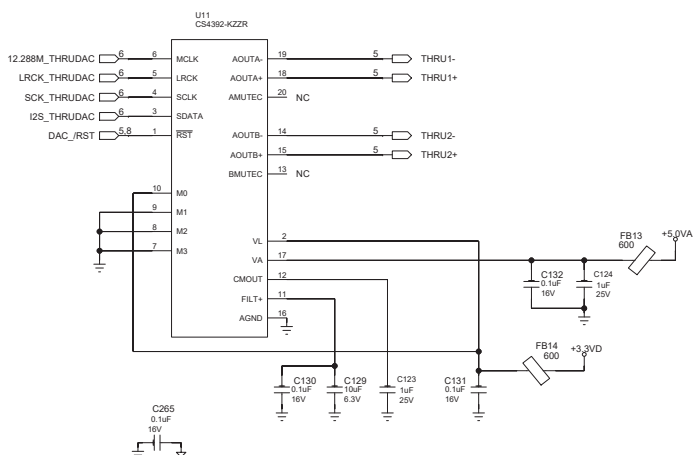 U11
CS4392-KZZR
12.288M_THRUDAC 6 6 MCLK AOUTA- 19 5 THRU1-
LRCK_THRUDAC 6 5 LRCK AOUTA+ 18 5 THRU1+
SCK_THRUDAC 6 4 SCLK AMUTEC 20 NC
I2S_THRUDAC 6 3 SDATA AOUTB- 14 5 THRU2-
DAC_/RST 5,8 1 RST AOUTB+ 15 5 THRU2+
BMUTEC 13 NC
10 M0
9 M1
8 M2
7 M3
VL 2
VA 17
CMOUT 12
FILT+ 11
AGND 16
FB13
600
+5.0VA
C132
0.1uF
16V
C124
1uF
25V
FB14
600
+3.3VD
C130
0.1uF
16V
C129
10uF
6.3V
C123
1uF
25V
C131
0.1uF
16V
C265
0.1uF
16V